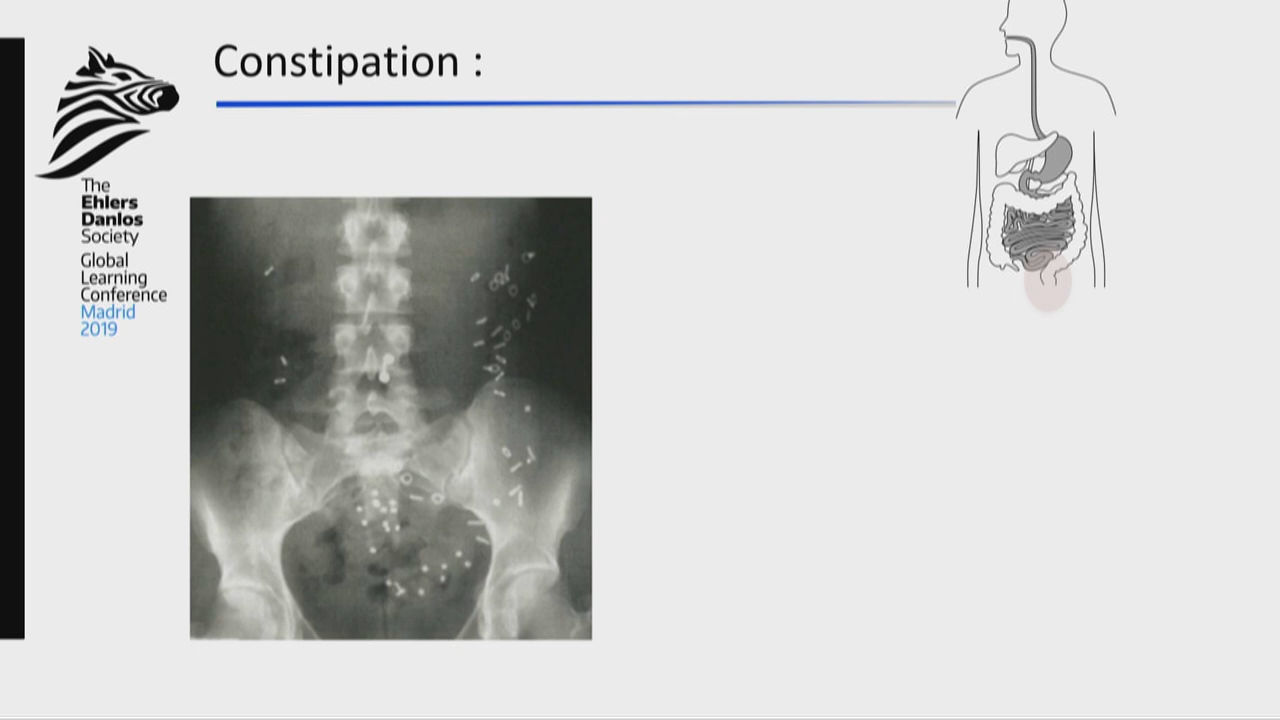 Constipation :
The
Ehlers
Danlos
Society
Global
Learning
Conference
Madrid
2019